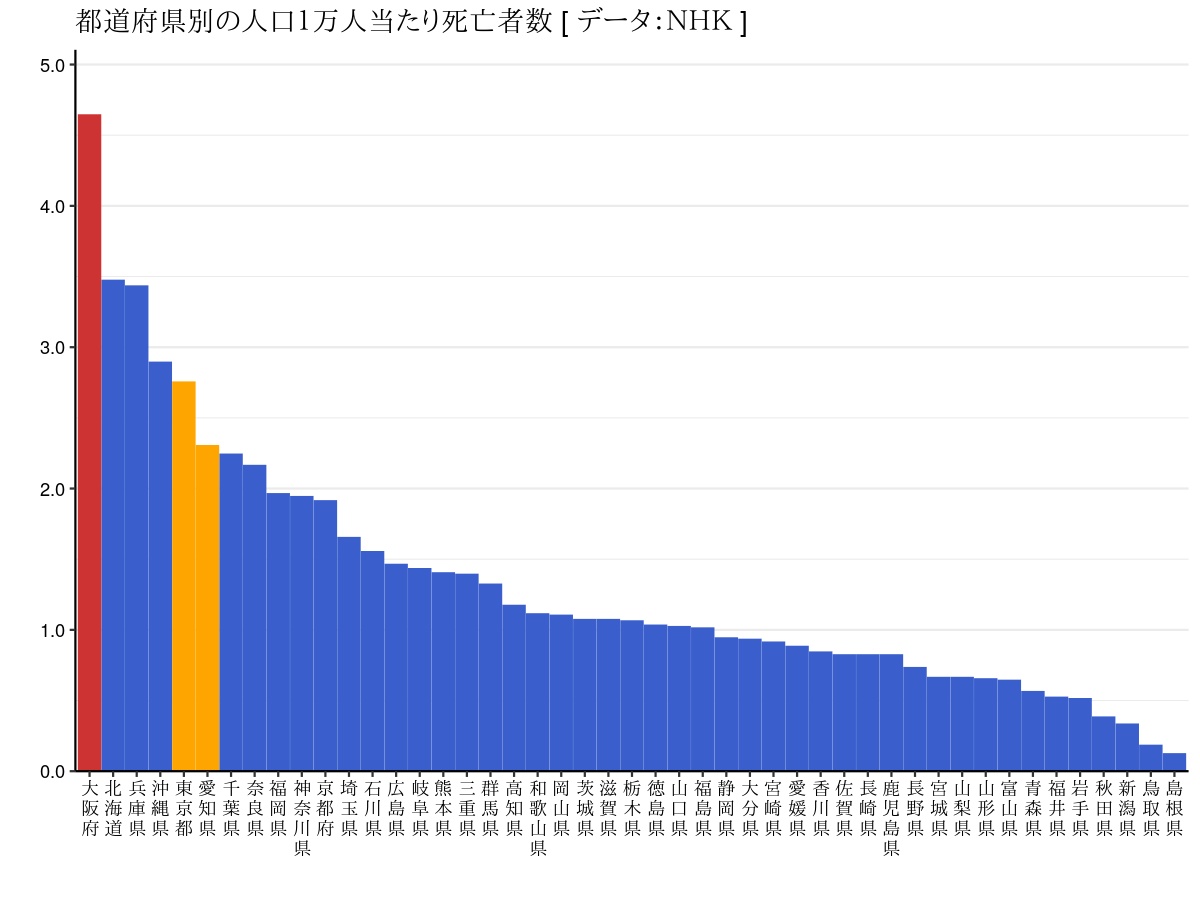 都道府県別の人口1万人当たり死亡者数 [ データ:NHK ]
5.0
4.0
3.0
2.0
1.0
0.0
大阪府
北海道
兵庫県
沖縄県
東京都
愛知県
千葉県
奈良県
福岡県
神奈川県
京都府
埼玉県
石川県
広島県
岐阜県
熊本県
三重県
群馬県
高知県
和歌山県
岡山県
茨城県
滋賀県
栃木県
徳島県
山口県
福島県
静岡県
大分県
宮崎県
愛媛県
香川県
佐賀県
長崎県
鹿児島県
長野県
宮城県
山梨県
山形県
富山県
青森県
福井県
岩手県
秋田県
新潟県
鳥取県
島根県